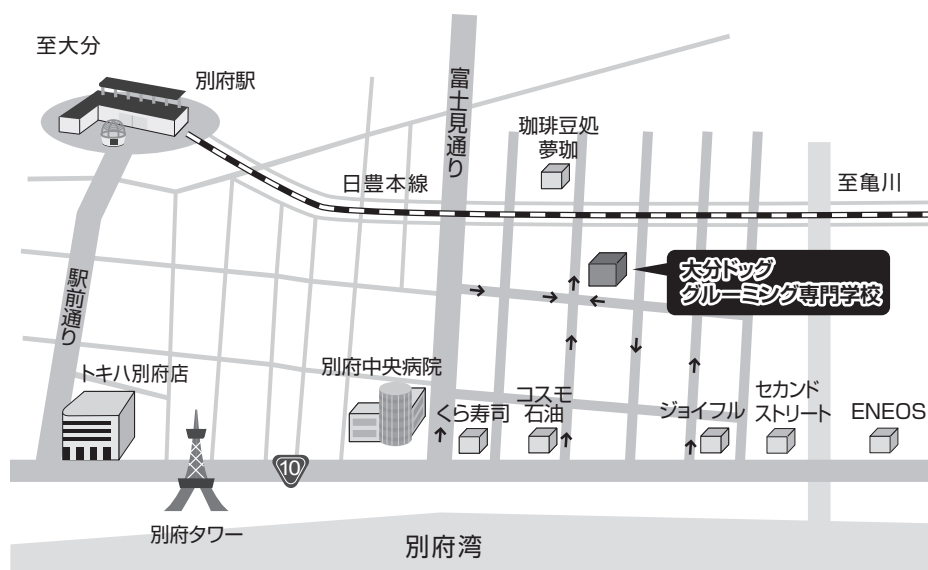 至大分
別府駅
富士見通り
珈琲豆処
夢珈
日豊本線
至亀川
大分ドッグ
グルーミング専門学校
駅前通り
トキハ別府店
別府中央病院
くら寿司
コスモ
石油
ジョイフル
セカンド
ストリート
ENEOS
10
別府タワー
別府湾